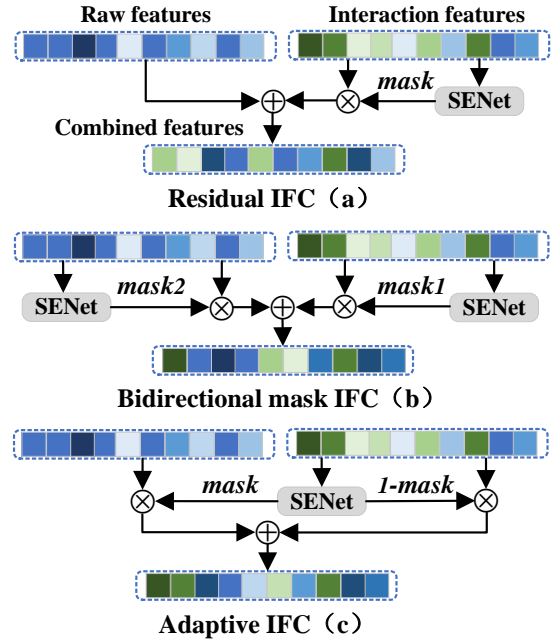 Raw features Interaction features
mask
SENet
Combined features
Residual IFC（a）
mask2 mask1
SENet SENet
Bidirectional mask IFC（b）
mask 1-mask
SENet
Adaptive IFC（c）